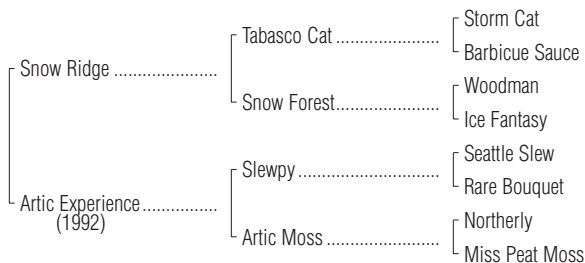 Storm Cat
Tabasco Cat ......................
Barbicue Sauce
Snow Ridge ......................
Woodman
Snow Forest......................
Ice Fantasy
Seattle Slew
Slewpy .............................
Rare Bouquet
Artic Experience................
(1992)
Northerly
Artic Moss ........................
Miss Peat Moss